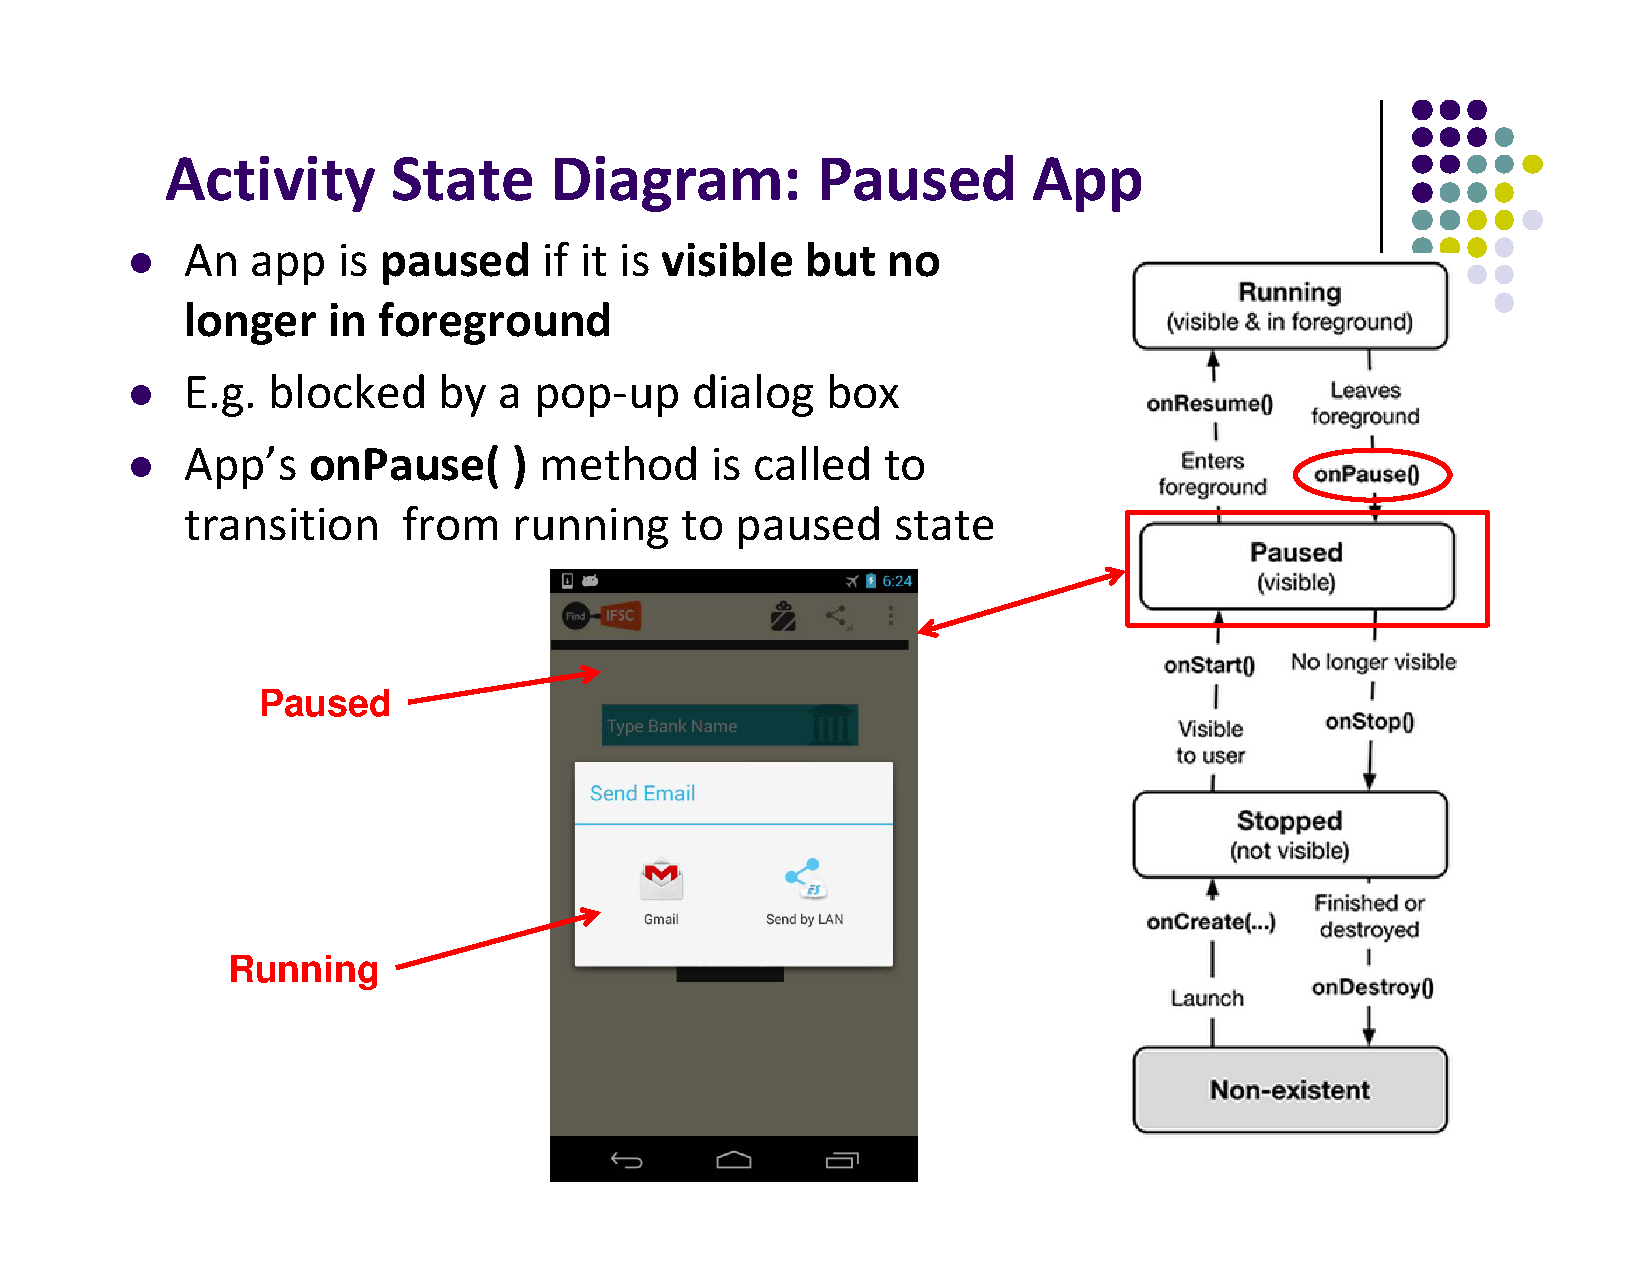 Activity State Diagram: Paused App
An app is paused if it is visible but no
longer in foreground
E.g. blocked by a pop-up dialog box
App’s onPause( ) method is called to
transition from running to paused state
6:24
Find
IFSC
Paused
Type Bank Name
Send Email
ES
Gmail
Send by LAN
Running
Running
(visible & in foreground)
onResume()
Enters
foreground
Leaves
foreground
onPause()
Paused
(visible)
onStart()
Visible
to user
No longer visible
onStop()
Stopped
(not visible)
onCreate(...)
Launch
Finished or
destroyed
onDestroy()
Non-existent